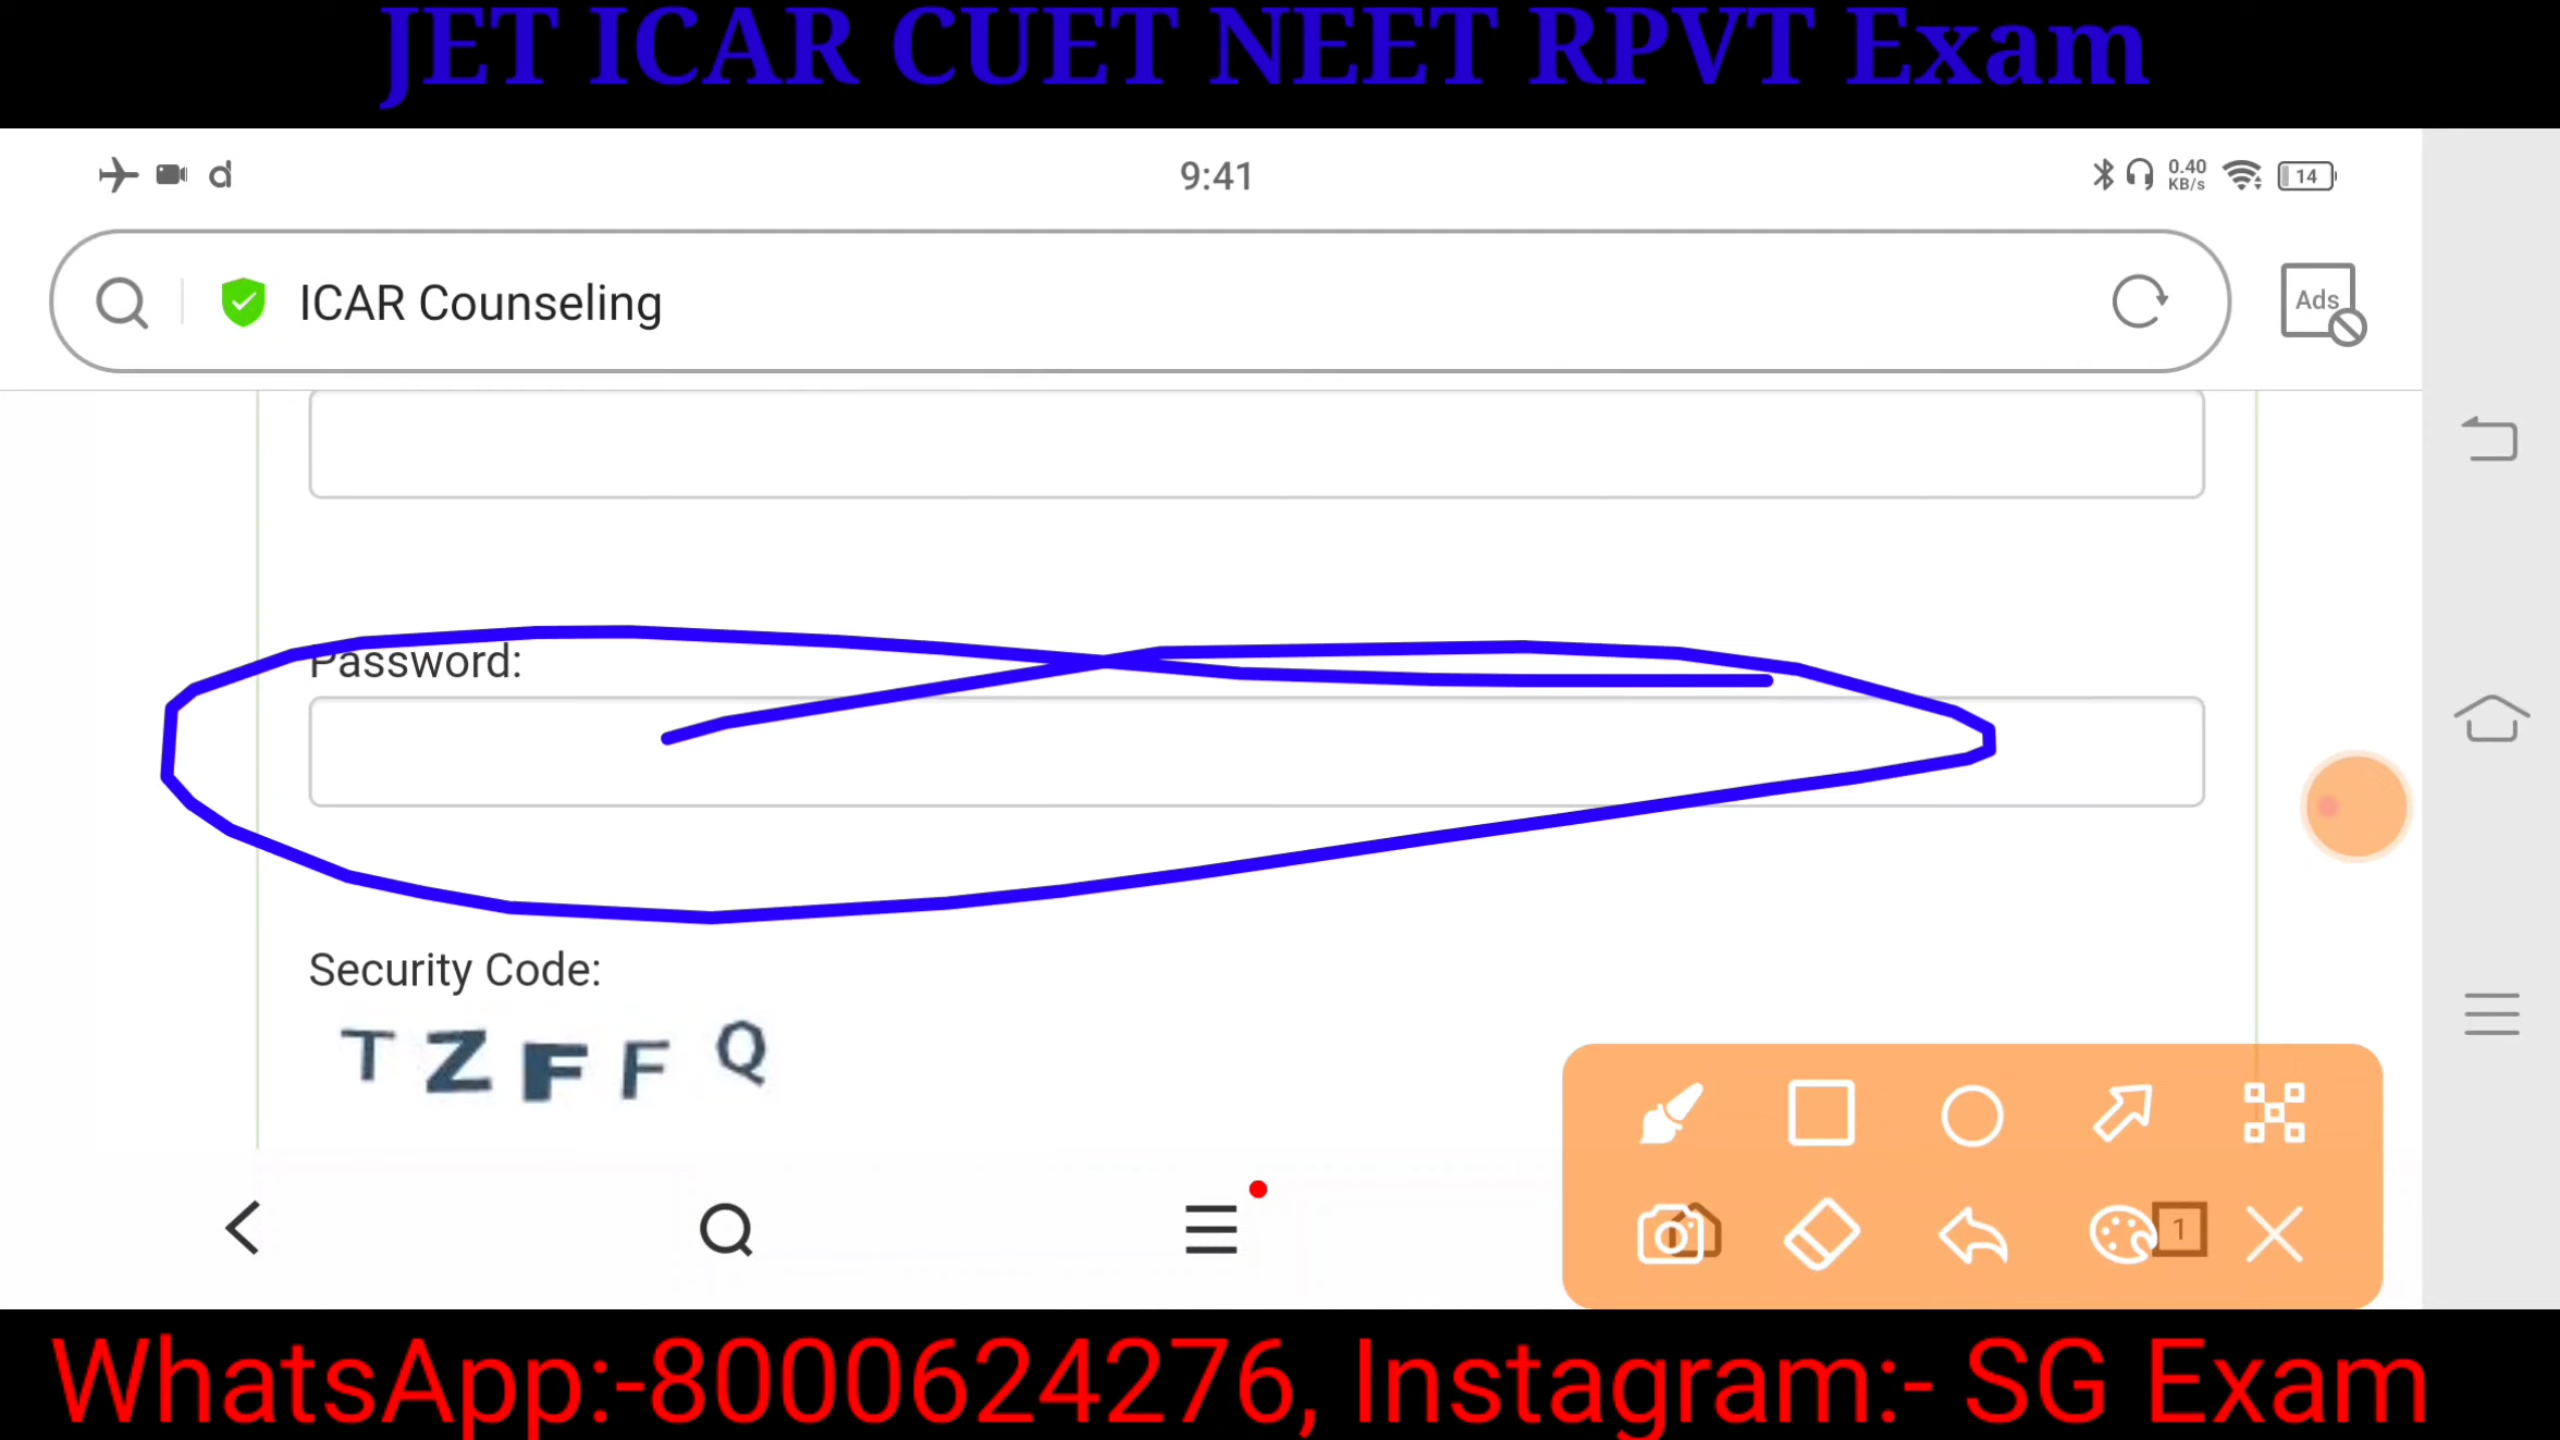 JET ICAR CUET NEET RPVT Exam
9:41
0.40
KB/s
14
ICAR Counseling
Ads
Password:
Security Code:
T Z F F Q
1
WhatsApp:-8000624276, Instagram:- SG Exam